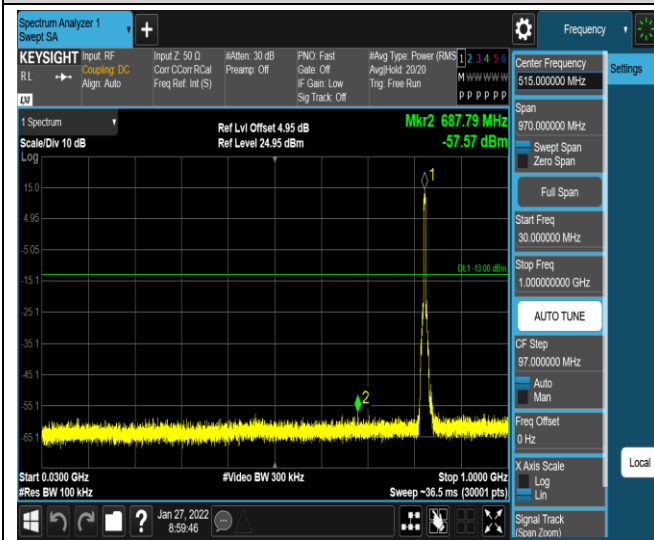 Spectrum Analyzer 1
Swept SA
Frequency
KEYSIGHT
RL
LXI
Input: RF
Coupling: DC
Align: Auto
Input Z: 50 Ω
Corr CCorr RCal
Freq Ref: Int (S)
#Atten: 30 dB
Preamp: Off
PNO: Fast
Gate: Off
IF Gain: Low
Sig Track: Off
#Avg Type: Power (RMS
Avg|Hold: 20/20
Trig: Free Run
1 2 3 4 5 6
M W W W W W
P P P P P P
1 Spectrum
Scale/Div 10 dB
Log
Ref Lvl Offset 4.95 dB
Ref Level 24.95 dBm
Mkr2 687.79 MHz
-57.57 dBm
15.0
4.95
-5.05
-15.1
-25.1
-35.1
-45.1
-55.1
-65.1
1
DL1 -13.00 dBm
2
Start 0.0300 GHz
#Res BW 100 kHz
#Video BW 300 kHz
Stop 1.0000 GHz
Sweep ~36.5 ms (30001 pts)
?
Jan 27, 2022
8:59:46
Center Frequency
515.000000 MHz
Span
970.000000 MHz
Swept Span
Zero Span
Full Span
Start Freq
30.000000 MHz
Stop Freq
1.000000000 GHz
AUTO TUNE
CF Step
97.000000 MHz
Auto
Man
Freq Offset
0 Hz
X Axis Scale
Log
Lin
Signal Track
(Span Zoom)
Settings
Local